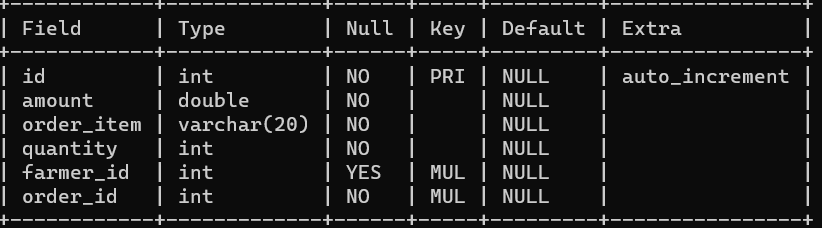 +------------+-------------+------+-----+---------+----------------+
| Field      | Type        | Null | Key | Default | Extra          |
+------------+-------------+------+-----+---------+----------------+
| id         | int         | NO   | PRI | NULL    | auto_increment |
| amount     | double      | NO   |     | NULL    |                |
| order_item | varchar(20) | NO   |     | NULL    |                |
| quantity   | int         | NO   |     | NULL    |                |
| farmer_id  | int         | YES  | MUL | NULL    |                |
| order_id   | int         | NO   | MUL | NULL    |                |
+------------+-------------+------+-----+---------+----------------+